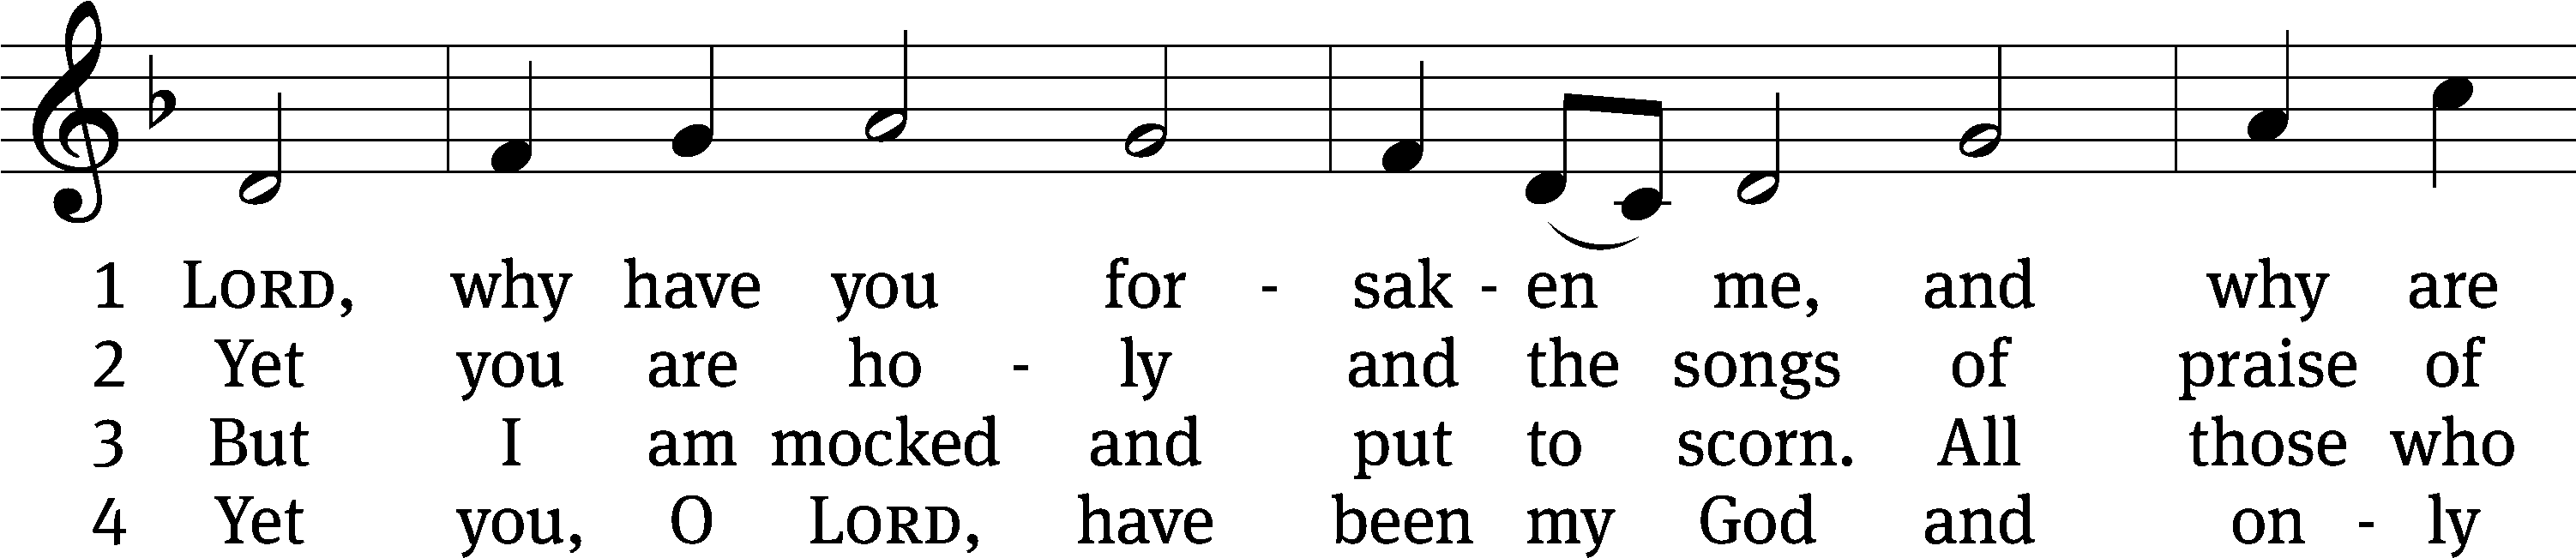 1 LORD, why have you for - sak - en me, and why are
2 Yet you are ho - ly and the songs of praise of
3 But I am mocked and put to scorn. All those who
4 Yet you, O LORD, have been my God and on - ly